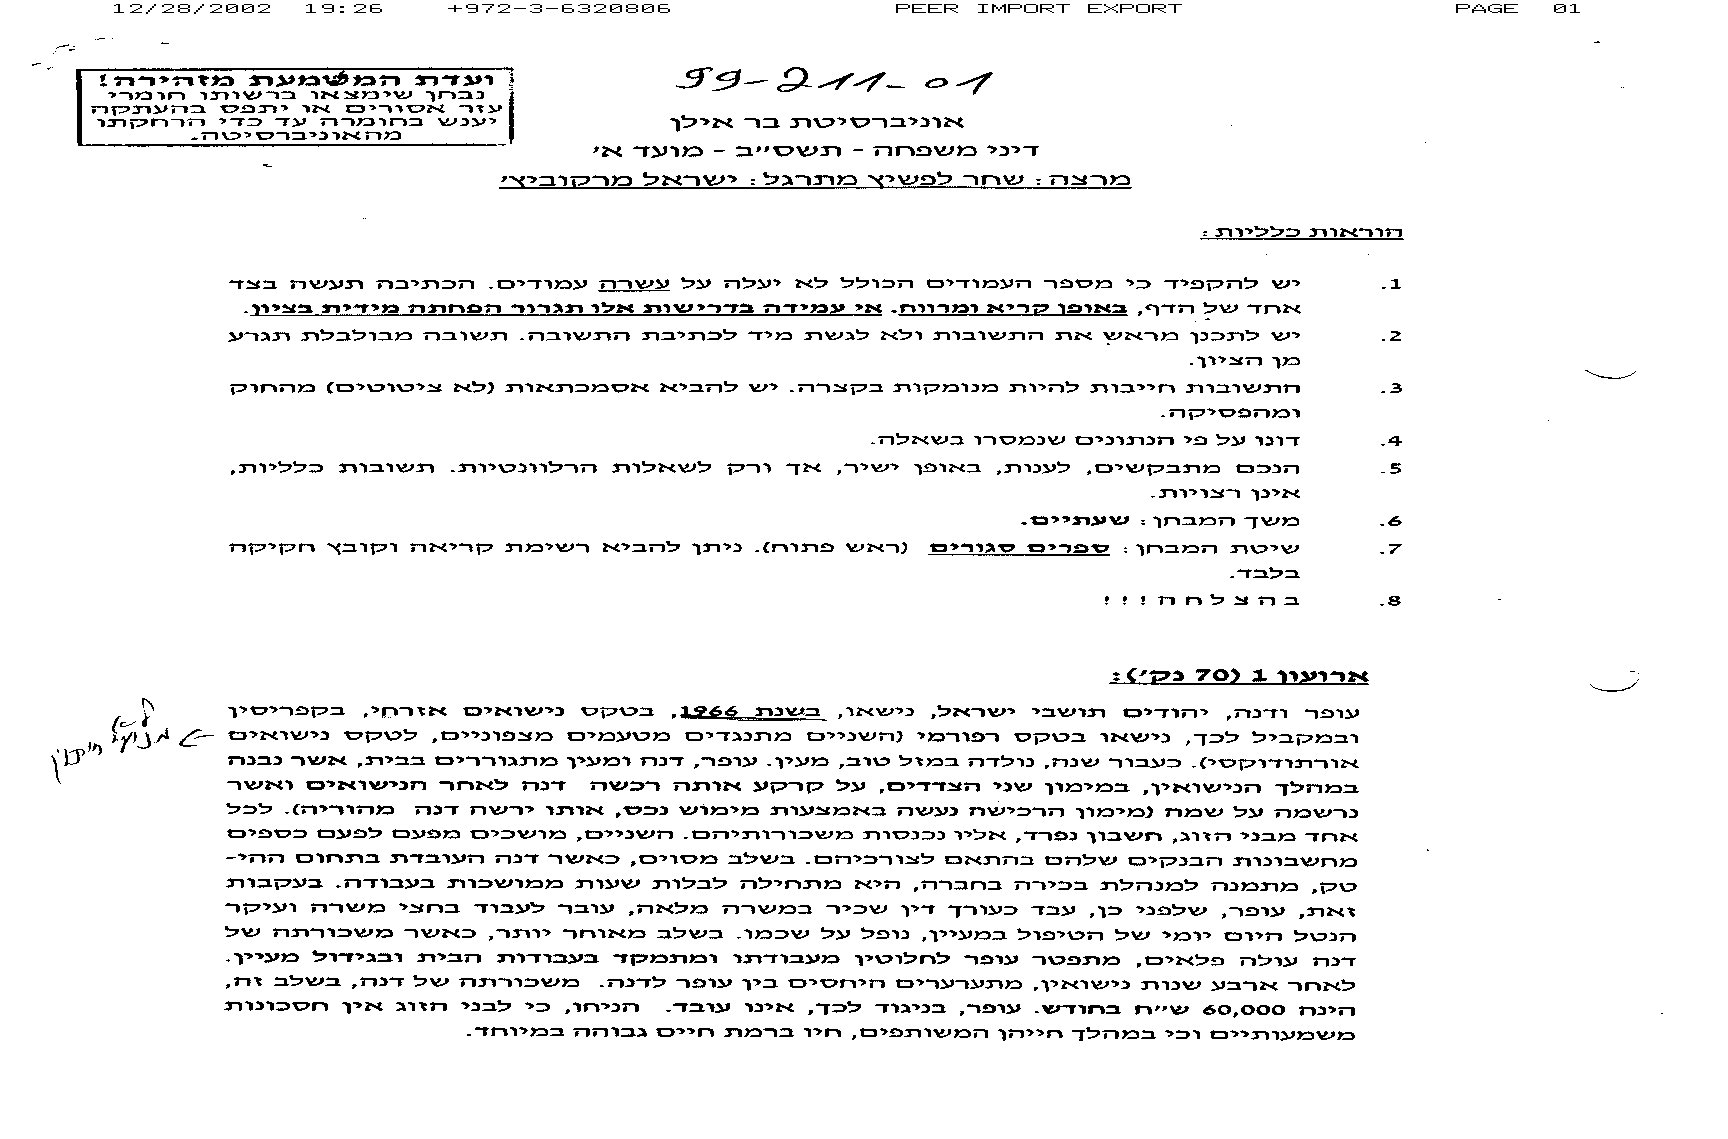 12/28/2002 19:26 +972-3-6320806 PEER IMPORT EXPORT PAGE 01
99-211-01
ועדת המשמעת מזהירה!
נבחן שימצאו ברשותו חומרי
עזר אסורים או יתפס בהעתקה
יענש בחומרה עד כדי הרחקתו
מהאוניברסיטה.
אוניברסיטת בר אילן
דיני משפחה - תשס״ב - מועד א׳
מרצה: שחר לפשיץ מתרגל: ישראל מרקוביץ׳
הוראות כלליות:
1. יש להקפיד כי מספר העמודים הכולל לא יעלה על עשרה עמודים. הכתיבה תעשה בצד
אחד של הדף, באופן קריא ומרווח. אי עמידה בדרישות אלו תגרור הפחתה מידית בציון.
2. יש לתכנן מראש את התשובות ולא לגשת מיד לכתיבת התשובה. תשובה מבולבלת תגרע
מן הציון.
3. התשובות חייבות להיות מנומקות בקצרה. יש להביא אסמכתאות (לא ציטוטים) מהחוק
ומהפסיקה.
4. דונו על פי הנתונים שנמסרו בשאלה.
5. הנכם מתבקשים, לענות, באופן ישיר, אך ורק לשאלות הרלוונטיות. תשובות כלליות,
אינן רצויות.
6. משך המבחן: שעתיים.
7. שיטת המבחן: ספרים סגורים (ראש פתוח). ניתן להביא רשימת קריאה וקובץ חקיקה
בלבד.
8. ב ה צ ל ח ה ! ! !
ארועון 1 (70 נק׳):
עופר ודנה, יהודים תושבי ישראל, נישאו, בשנת 1966, בטקס נישואים אזרחי, בקפריסין
ובמקביל לכך, נישאו בטקס רפורמי (השניים מתנגדים מטעמים מצפוניים, לטקס נישואים
אורתודוקסי). כעבור שנה, נולדה במזל טוב, מעין. עופר, דנה ומעין מתגוררים בבית, אשר נבנה
במהלך הנישואין, במימון שני הצדדים, על קרקע אותה רכשה דנה לאחר הנישואים ואשר
נרשמה על שמה (מימון הרכישה נעשה באמצעות מימוש נכס, אותו ירשה דנה מהוריה). לכל
אחד מבני הזוג, חשבון נפרד, אליו נכנסות משכורותיהם. השניים, מושכים מפעם לפעם כספים
מחשבונות הבנקים שלהם בהתאם לצורכיהם. בשלב מסוים, כאשר דנה העובדת בתחום ההי-
טק, מתמנה למנהלת בכירה בחברה, היא מתחילה לבלות שעות ממושכות בעבודה. בעקבות
זאת, עופר, שלפני כן, עבד כעורך דין שכיר במשרה מלאה, עובר לעבוד בחצי משרה ועיקר
הנטל היום יומי של הטיפול במעיין, נופל על שכמו. בשלב מאוחר יותר, כאשר משכורתה של
דנה עולה פלאים, מתפטר עופר לחלוטין מעבודתו ומתמקד בעבודות הבית ובגידול מעיין.
לאחר ארבע שנות נישואין, מתערערים היחסים בין עופר לדנה. משכורתה של דנה, בשלב זה,
הינה 60,000 ש״ח בחודש. עופר, בניגוד לכך, אינו עובד. הניחו, כי לבני הזוג אין חסכונות
משמעותיים וכי במהלך חייהן המשותפים, חיו ברמת חיים גבוהה במיוחד.